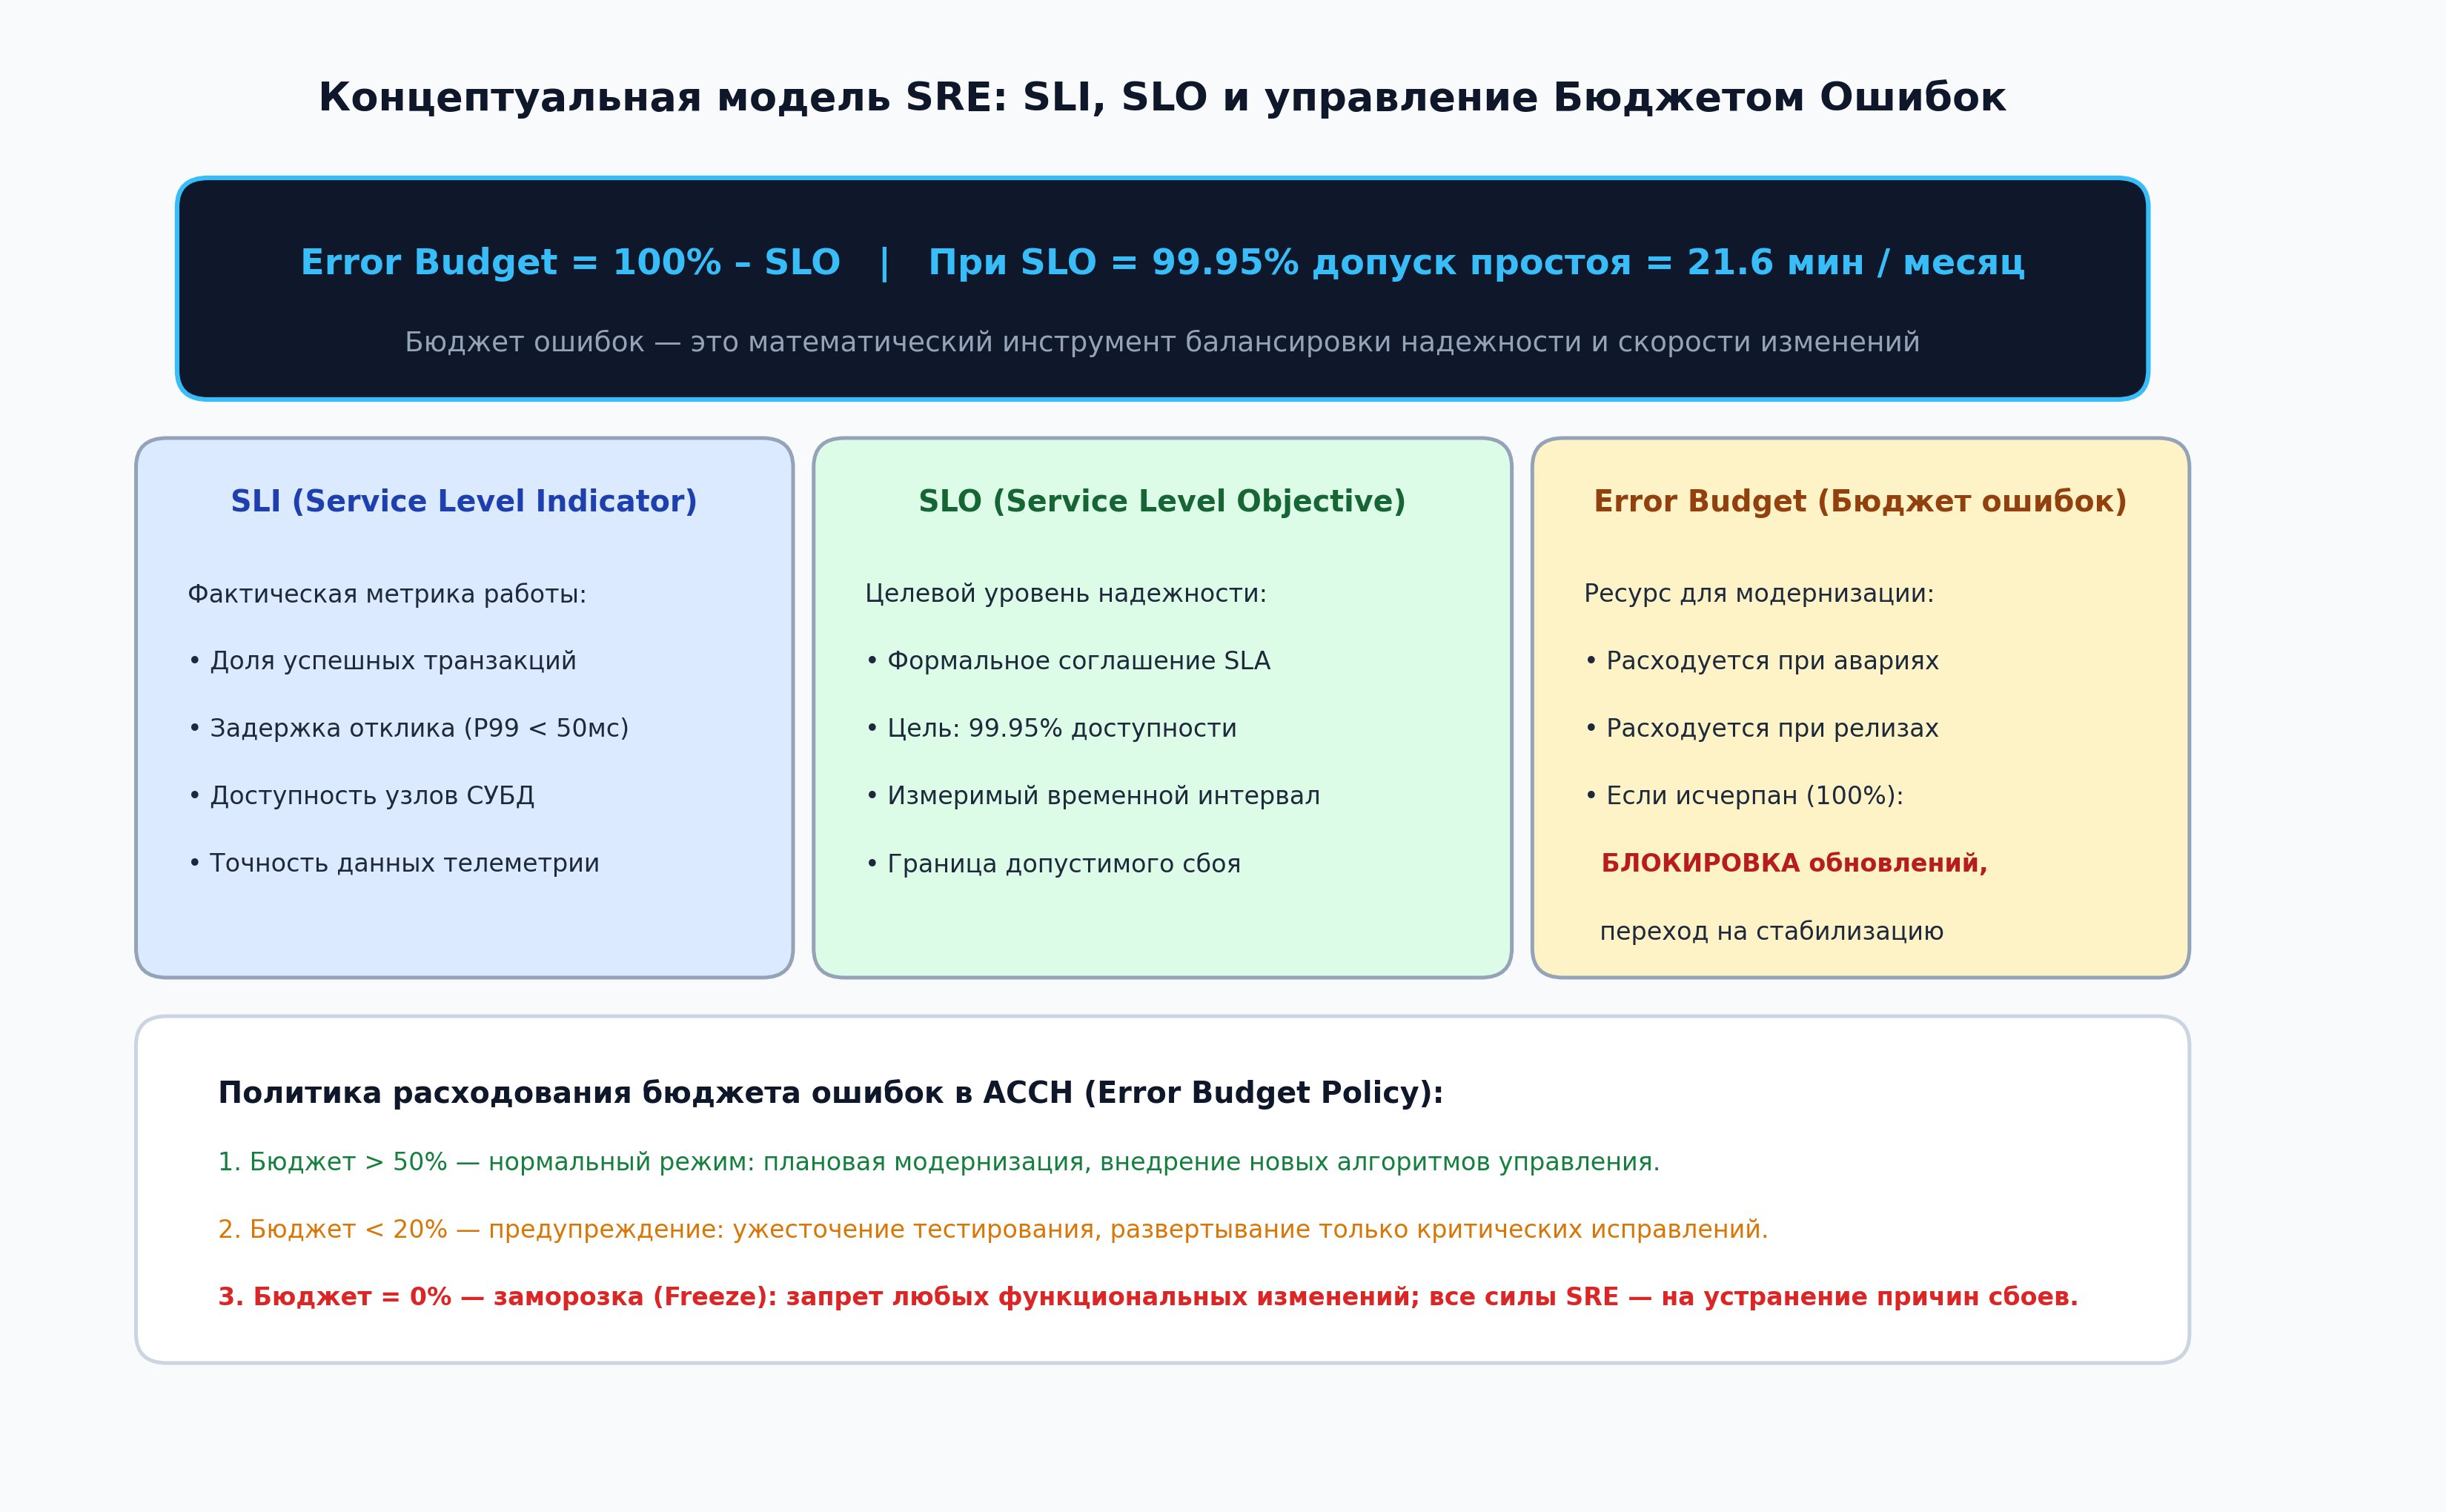 Концептуальная модель SRE: SLI, SLO и управление Бюджетом Ошибок
Error Budget = 100% – SLO | При SLO = 99.95% допуск простоя = 21.6 мин / месяц
Бюджет ошибок — это математический инструмент балансировки надежности и скорости изменений
SLI (Service Level Indicator)
Фактическая метрика работы:
• Доля успешных транзакций
• Задержка отклика (P99 < 50мс)
• Доступность узлов СУБД
• Точность данных телеметрии
SLO (Service Level Objective)
Целевой уровень надежности:
• Формальное соглашение SLA
• Цель: 99.95% доступности
• Измеримый временной интервал
• Граница допустимого сбоя
Error Budget (Бюджет ошибок)
Ресурс для модернизации:
• Расходуется при авариях
• Расходуется при релизах
• Если исчерпан (100%):
БЛОКИРОВКА обновлений,
переход на стабилизацию
Политика расходования бюджета ошибок в АССН (Error Budget Policy):
1. Бюджет > 50% — нормальный режим: плановая модернизация, внедрение новых алгоритмов управления.
2. Бюджет < 20% — предупреждение: ужесточение тестирования, развертывание только критических исправлений.
3. Бюджет = 0% — заморозка (Freeze): запрет любых функциональных изменений; все силы SRE — на устранение причин сбоев.